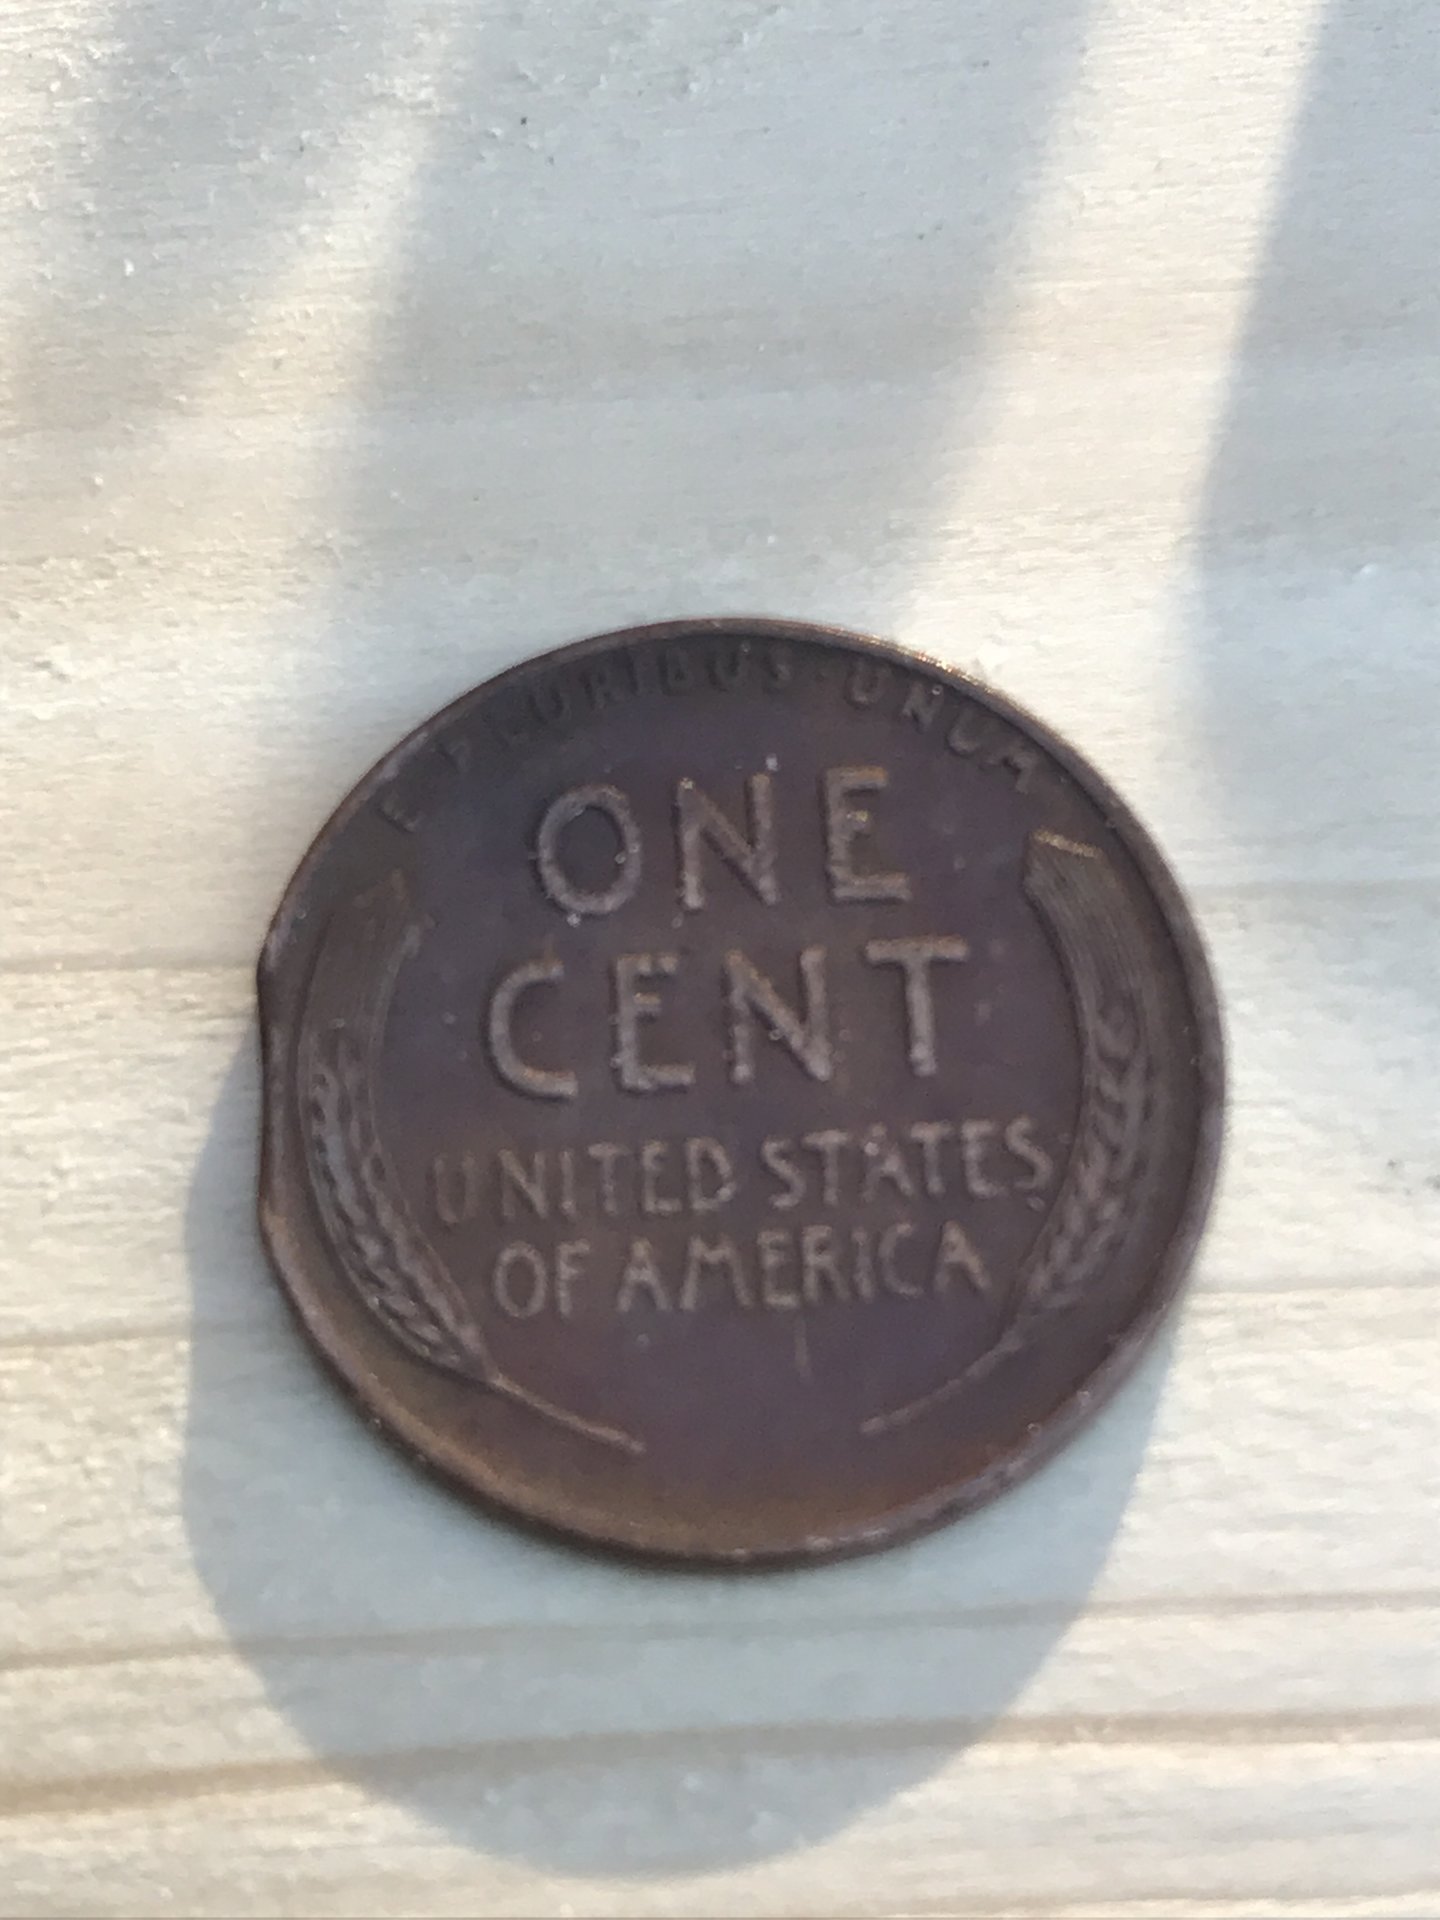 E·PLURIBUS·UNUM
ONE
CENT
UNITED STATES
OF AMERICA